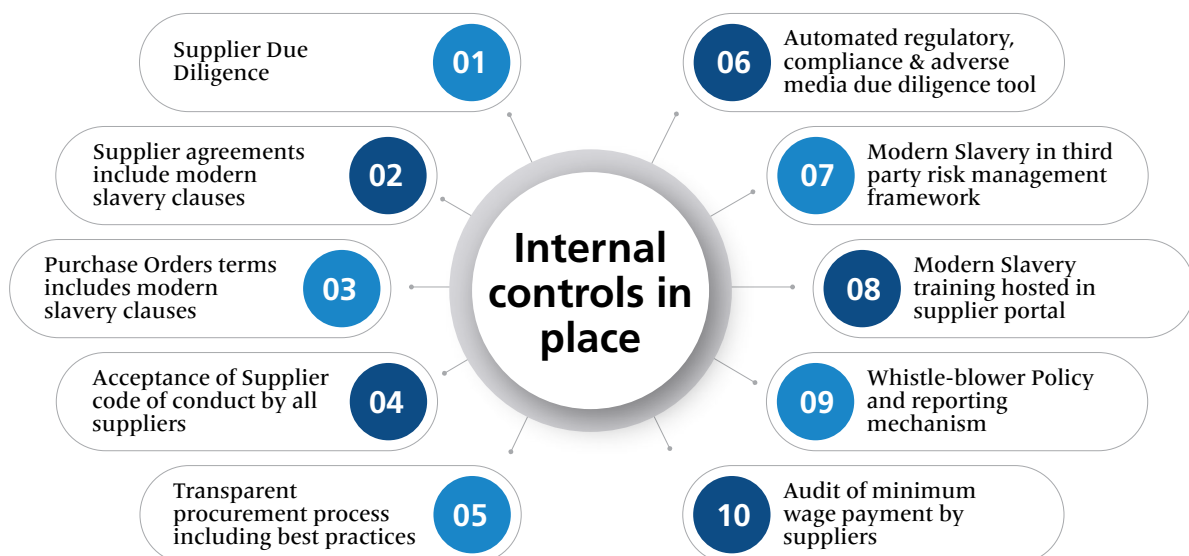 Supplier Due
Diligence
01
Supplier agreements
include modern
slavery clauses
02
Purchase Orders terms
includes modern
slavery clauses
03
Acceptance of Supplier
code of conduct by all
suppliers
04
Transparent
procurement process
including best practices
05
Internal
controls in
place
06
Automated regulatory,
compliance & adverse
media due diligence tool
07
Modern Slavery in third
party risk management
framework
08
Modern Slavery
training hosted in
supplier portal
09
Whistle-blower Policy
and reporting
mechanism
10
Audit of minimum
wage payment by
suppliers